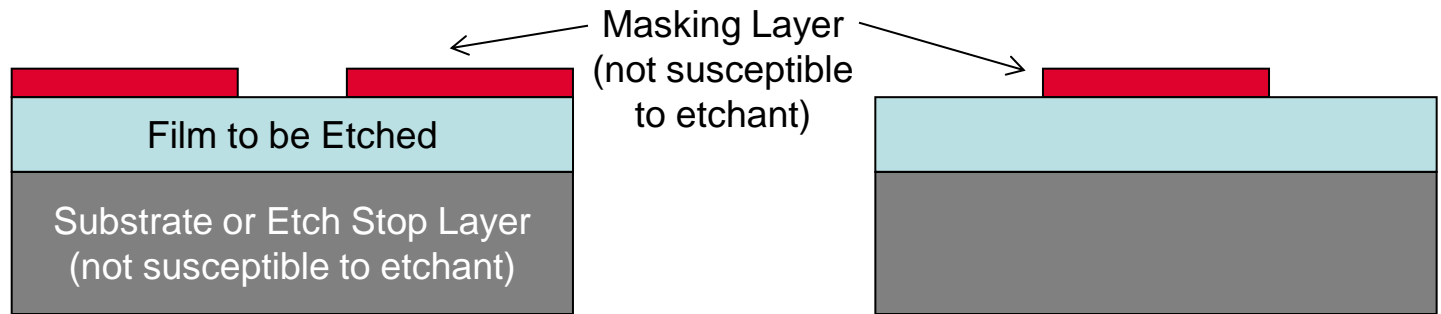 Masking Layer
(not susceptible
to etchant)
Film to be Etched
Substrate or Etch Stop Layer
(not susceptible to etchant)